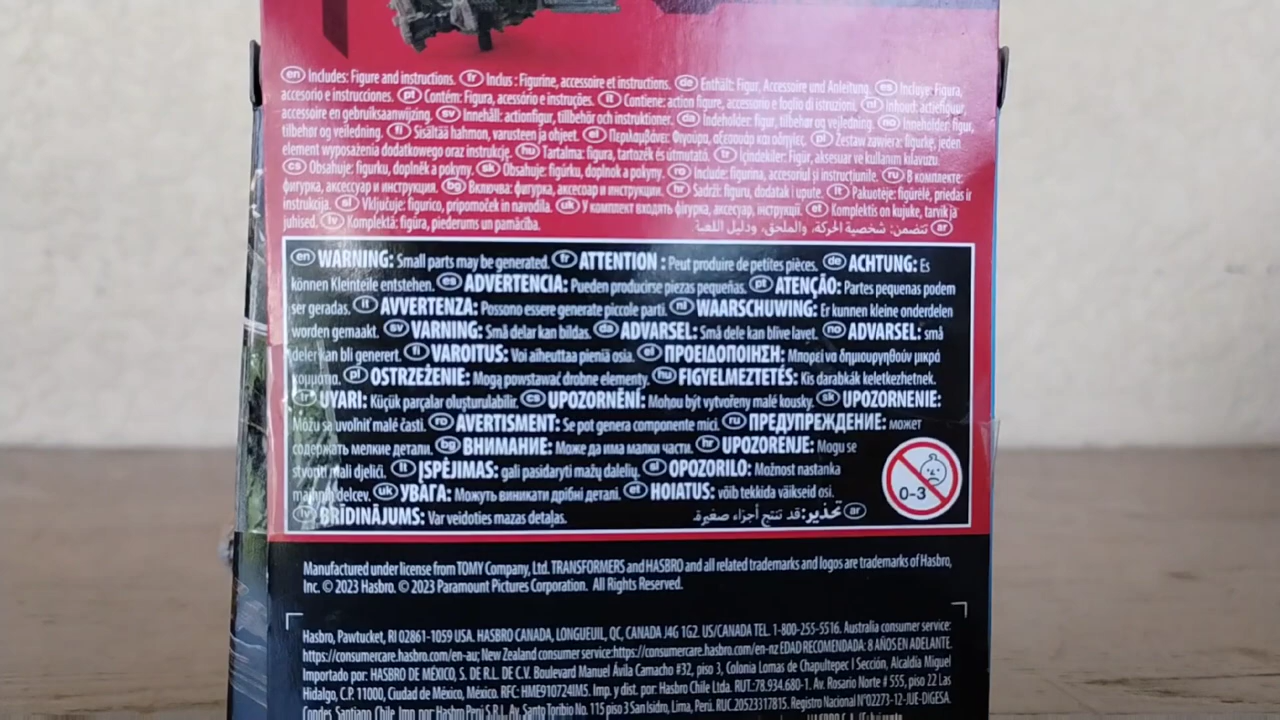 en Includes: Figure and instructions. fr Inclus : Figurine, accessoire et instructions. de Enthält: Figur, Accessoire und Anleitung. es Incluye: Figura,
accesorio e instrucciones. pt Contém: Figura, acessório e instruções. it Contiene: action figure, accessorio e foglio di istruzioni. nl Inhoud: actiefiguur,
accessoire en gebruiksaanwijzing. sv Innehåll: actionfigur, tillbehör och instruktioner. da Indeholder: figur, tilbehør og vejledning. no Inneholder: figur,
tilbehør og veiledning. fi Sisältää hahmon, varusteen ja ohjeet. el Περιλαμβάνει: Φιγούρα, αξεσουάρ και οδηγίες. pl Zestaw zawiera: figurkę, jeden
element wyposażenia dodatkowego oraz instrukcje. hu Tartalma: figura, tartozék és útmutató. tr İçindekiler: Figür, aksesuar ve kullanım kılavuzu.
cs Obsahuje: figurku, doplněk a pokyny. sk Obsahuje: figúrku, doplnok a pokyny. ro Include: figurina, accesoriul și instrucțiunile. ru В комплекте:
фигурка, аксессуар и инструкция. bg Включва: фигурка, аксесоар и инструкции. hr Sadrži: figuru, dodatak i upute. lt Pakuotėje: figūrėlė, priedas ir
instrukcija. sl Vključuje: figurico, pripomoček in navodila. uk У комплект входять фігурка, аксесуар, інструкції. et Komplektis on kujuke, tarvik ja
juhised. lv Komplektā: figūra, piederums un pamācība. ar تتضمن: شخصية الحركة، والملحق، ودليل اللعبة
en WARNING: Small parts may be generated. fr ATTENTION : Peut produire de petites pièces. de ACHTUNG: Es
können Kleinteile entstehen. es ADVERTENCIA: Pueden producirse piezas pequeñas. pt ATENÇÃO: Partes pequenas podem
ser geradas. it AVVERTENZA: Possono essere generate piccole parti. nl WAARSCHUWING: Er kunnen kleine onderdelen
worden gemaakt. sv VARNING: Små delar kan bildas. da ADVARSEL: Små dele kan blive lavet. no ADVARSEL: små
deler kan bli generert. fi VAROITUS: Voi aiheuttaa pieniä osia. el ΠΡΟΕΙΔΟΠΟΙΗΣΗ: Μπορεί να δημιουργηθούν μικρά
κομμάτια. pl OSTRZEŻENIE: Mogą powstawać drobne elementy. hu FIGYELMEZTETÉS: Kis darabkák keletkezhetnek.
tr UYARI: Küçük parçalar oluşturulabilir. cs UPOZORNĚNÍ: Mohou být vytvořeny malé kousky. sk UPOZORNENIE:
Môžu sa uvoľniť malé časti. ro AVERTISMENT: Se pot genera componente mici. ru ПРЕДУПРЕЖДЕНИЕ: может
содержать мелкие детали. bg ВНИМАНИЕ: Може да има малки части. hr UPOZORENJE: Mogu se
stvoriti mali djelići. lt ĮSPĖJIMAS: gali pasidaryti mažų dalelių. sl OPOZORILO: Možnost nastanka
majhnih delcev. uk УВАГА: Можуть виникати дрібні деталі. et HOIATUS: võib tekkida väikseid osi.
lv BRĪDINĀJUMS: Var veidoties mazas detaļas. ar تحذير: قد تنتج أجزاء صغيرة.
0-3
Manufactured under license from TOMY Company, Ltd. TRANSFORMERS and HASBRO and all related trademarks and logos are trademarks of Hasbro,
Inc. © 2023 Hasbro. © 2023 Paramount Pictures Corporation. All Rights Reserved.
Hasbro, Pawtucket, RI 02861-1059 USA. HASBRO CANADA, LONGUEUIL, QC, CANADA J4G 1G2. US/CANADA TEL. 1-800-255-5516. Australia consumer service:
https://consumercare.hasbro.com/en-au; New Zealand consumer service:https://consumercare.hasbro.com/en-nz EDAD RECOMENDADA: 8 AÑOS EN ADELANTE.
Importado por: HASBRO DE MÉXICO, S. DE R.L. DE C.V. Boulevard Manuel Ávila Camacho #32, piso 3, Colonia Lomas de Chapultepec I Sección, Alcaldía Miguel
Hidalgo, C.P. 11000, Ciudad de México, México. RFC: HME910724IM5. Imp. y dist. por: Hasbro Chile Ltd. RUT.:78.934.680-1. Av. Rosario Norte # 555, piso 22 Las
Condes, Santiago, Chile. Imp. por: Hasbro Perú S.R.L. Av. Santo Toribio No. 115 piso 3 San Isidro, Lima, Perú. RUC.20523317815. Registro Nacional N°02273-12-JUE-DIGESA.